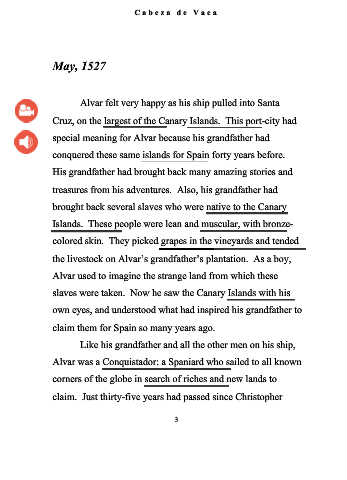 Cabeza de Vaca
May, 1527
Alvar felt very happy as his ship pulled into Santa
Cruz, on the largest of the Canary Islands. This port-city had
special meaning for Alvar because his grandfather had
conquered these same islands for Spain forty years before.
His grandfather had brought back many amazing stories and
treasures from his adventures. Also, his grandfather had
brought back several slaves who were native to the Canary
Islands. These people were lean and muscular, with bronze-
colored skin. They picked grapes in the vineyards and tended
the livestock on Alvar's grandfather's plantation. As a boy,
Alvar used to imagine the strange land from which these
slaves were taken. Now he saw the Canary Islands with his
own eyes, and understood what had inspired his grandfather to
claim them for Spain so many years ago.
Like his grandfather and all the other men on his ship,
Alvar was a Conquistador: a Spaniard who sailed to all known
corners of the globe in search of riches and new lands to
claim. Just thirty-five years had passed since Christopher
3